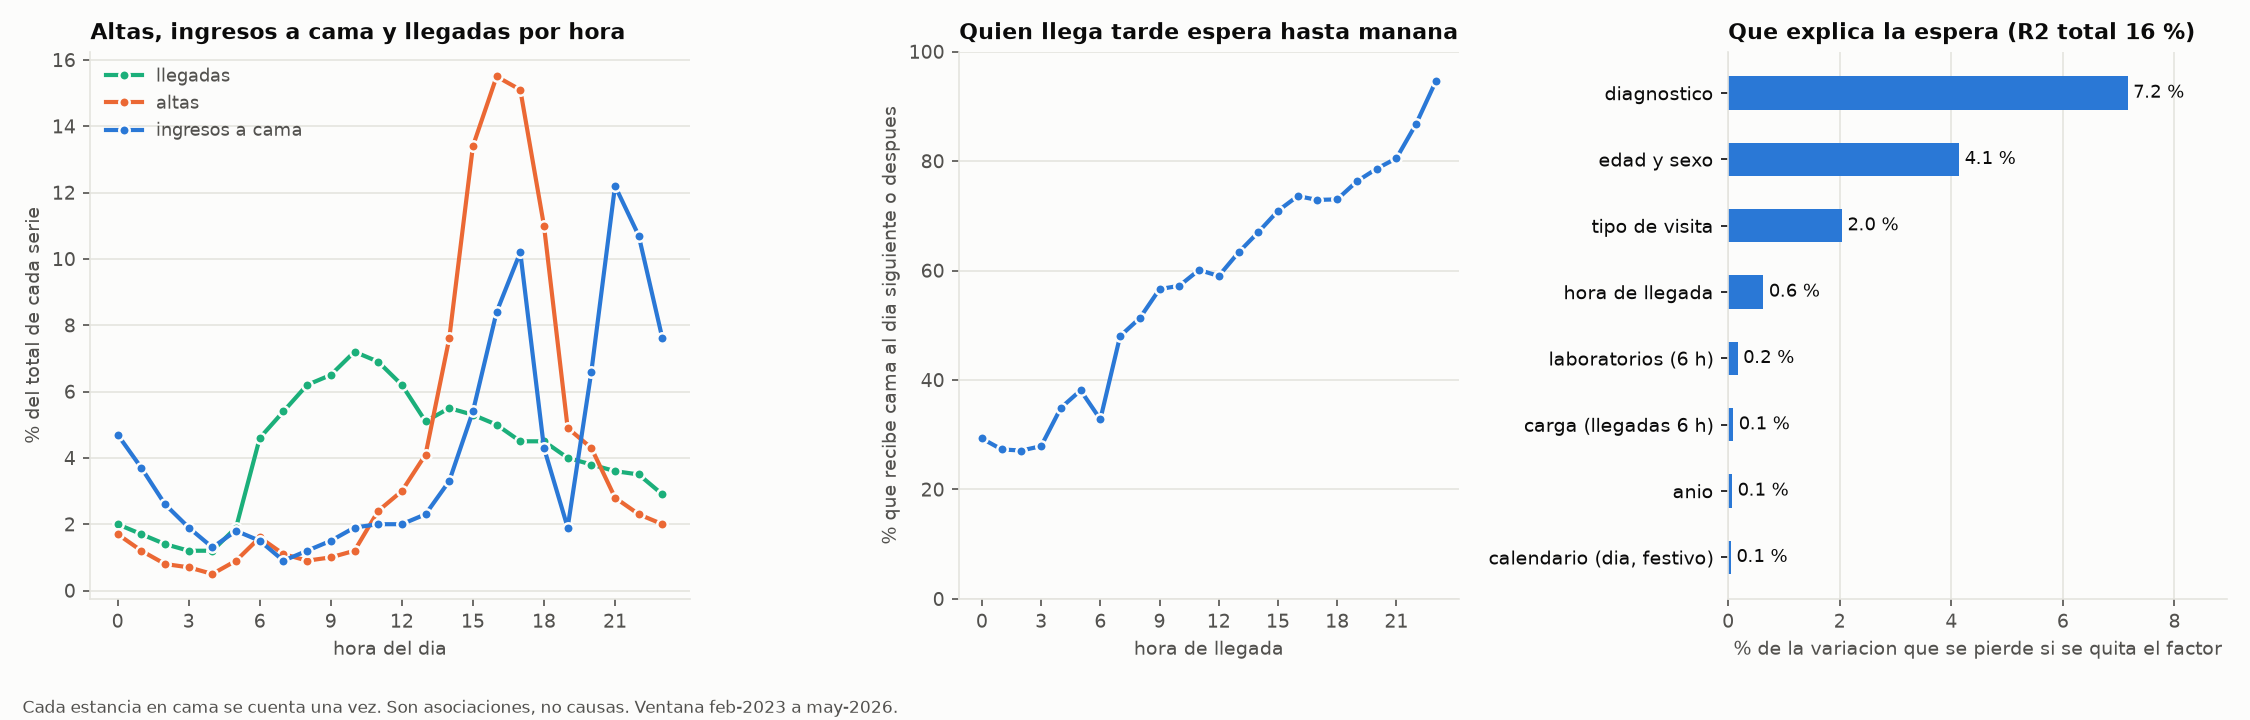 Altas, ingresos a cama y llegadas por hora
llegadas
altas
ingresos a cama
% del total de cada serie
16
14
12
10
8
6
4
2
0
0 3 6 9 12 15 18 21
hora del dia
Quien llega tarde espera hasta manana
% que recibe cama al dia siguiente o despues
100
80
60
40
20
0
0 3 6 9 12 15 18 21
hora de llegada
Que explica la espera (R2 total 16 %)
diagnostico 7.2 %
edad y sexo 4.1 %
tipo de visita 2.0 %
hora de llegada 0.6 %
laboratorios (6 h) 0.2 %
carga (llegadas 6 h) 0.1 %
anio 0.1 %
calendario (dia, festivo) 0.1 %
0 2 4 6 8
% de la variacion que se pierde si se quita el factor
Cada estancia en cama se cuenta una vez. Son asociaciones, no causas. Ventana feb-2023 a may-2026.